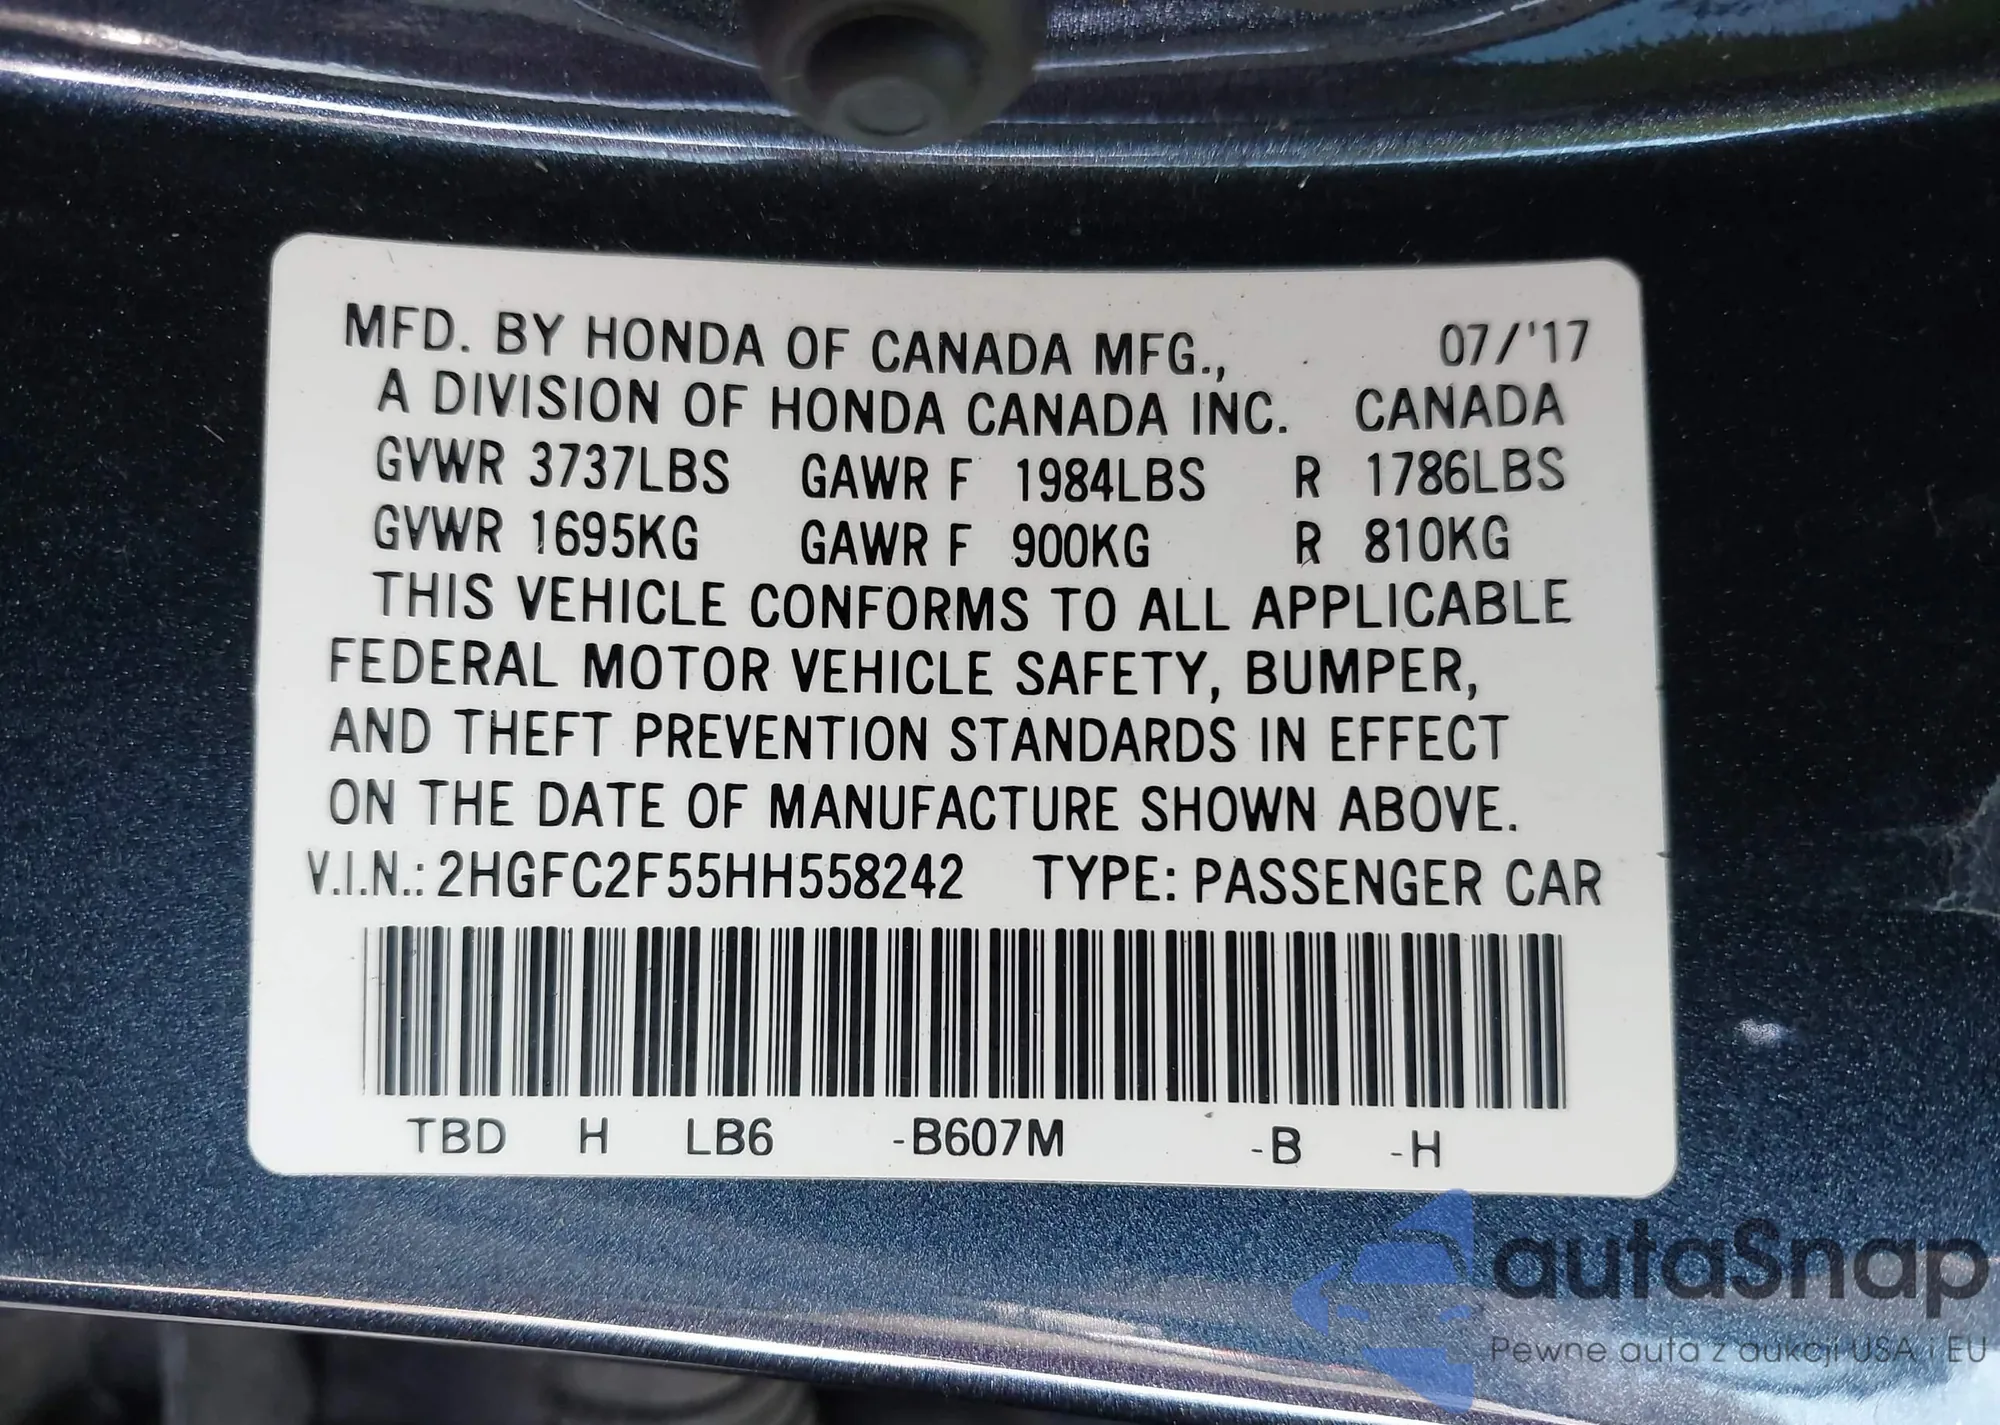 MFD. BY HONDA OF CANADA MFG., 07/'17
A DIVISION OF HONDA CANADA INC. CANADA
GVWR 3737LBS GAWR F 1984LBS R 1786LBS
GVWR 1695KG GAWR F 900KG R 810KG
THIS VEHICLE CONFORMS TO ALL APPLICABLE
FEDERAL MOTOR VEHICLE SAFETY, BUMPER,
AND THEFT PREVENTION STANDARDS IN EFFECT
ON THE DATE OF MANUFACTURE SHOWN ABOVE.
V.I.N.: 2HGFC2F55HH558242 TYPE: PASSENGER CAR
TBD H LB6 -B607M -B -H
autaSnap
Pewne auta z aukcji USA i EU